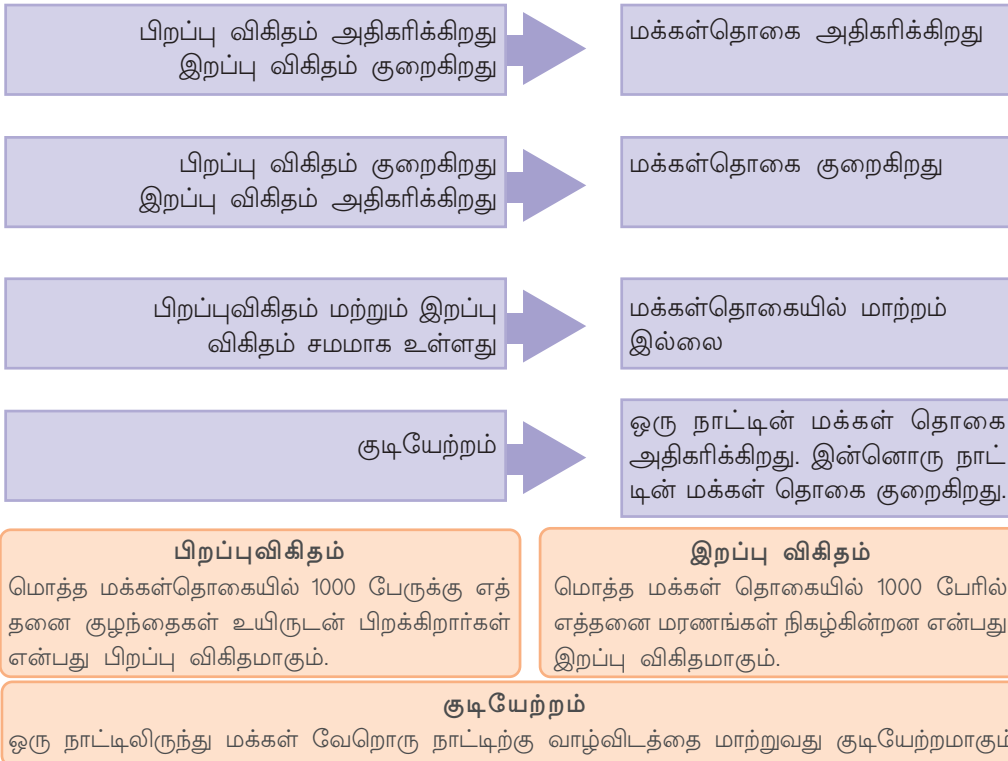 பிறப்பு விகிதம் அதிகரிக்கிறது
இறப்பு விகிதம் குறைகிறது
மக்கள்தொகை அதிகரிக்கிறது
பிறப்பு விகிதம் குறைகிறது
இறப்பு விகிதம் அதிகரிக்கிறது
மக்கள்தொகை குறைகிறது
பிறப்புவிகிதம் மற்றும் இறப்பு
விகிதம் சமமாக உள்ளது
மக்கள்தொகையில் மாற்றம்
இல்லை
குடியேற்றம்
ஒரு நாட்டின் மக்கள் தொகை
அதிகரிக்கிறது. இன்னொரு நாட்
டின் மக்கள் தொகை குறைகிறது.
பிறப்புவிகிதம்
மொத்த மக்கள்தொகையில் 1000 பேருக்கு எத்
தனை குழந்தைகள் உயிருடன் பிறக்கிறார்கள்
என்பது பிறப்பு விகிதமாகும்.
இறப்பு விகிதம்
மொத்த மக்கள் தொகையில் 1000 பேரில்
எத்தனை மரணங்கள் நிகழ்கின்றன என்பது
இறப்பு விகிதமாகும்.
குடியேற்றம்
ஒரு நாட்டிலிருந்து மக்கள் வேறொரு நாட்டிற்கு வாழ்விடத்தை மாற்றுவது குடியேற்றமாகும்